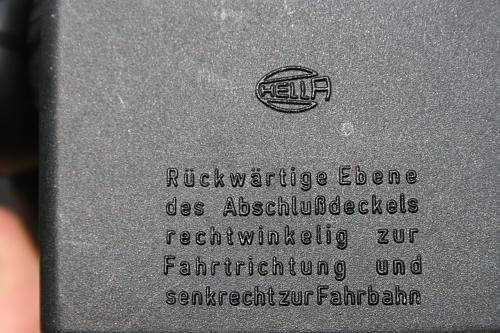 HELLA
Rückwärtige Ebene
des Abschlußdeckels
rechtwinkelig zur
Fahrtrichtung und
senkrecht zur Fahrbahn